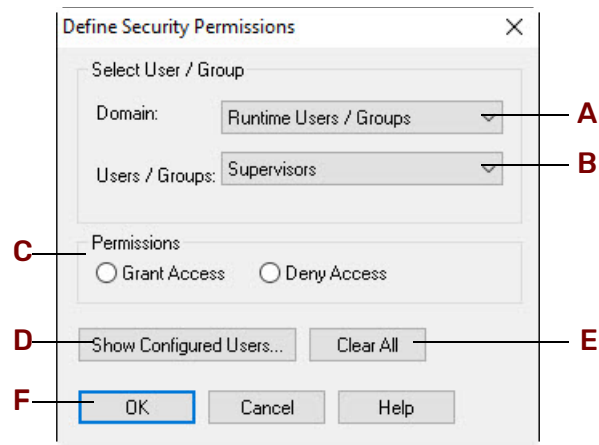 Define Security Permissions
Select User / Group
Domain: Runtime Users / Groups A
Users / Groups: Supervisors B
C Permissions
Grant Access Deny Access
D Show Configured Users... Clear All E
F OK Cancel Help